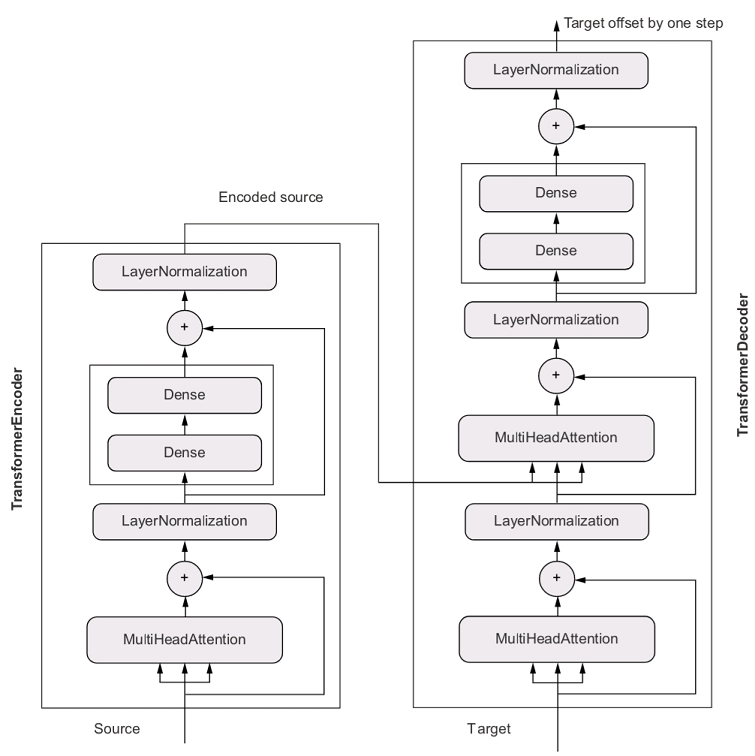 Target offset by one step
LayerNormalization
+
Dense
Dense
LayerNormalization
+
MultiHeadAttention
LayerNormalization
+
MultiHeadAttention
Target
TransformerDecoder
Encoded source
LayerNormalization
+
Dense
Dense
LayerNormalization
+
MultiHeadAttention
Source
TransformerEncoder